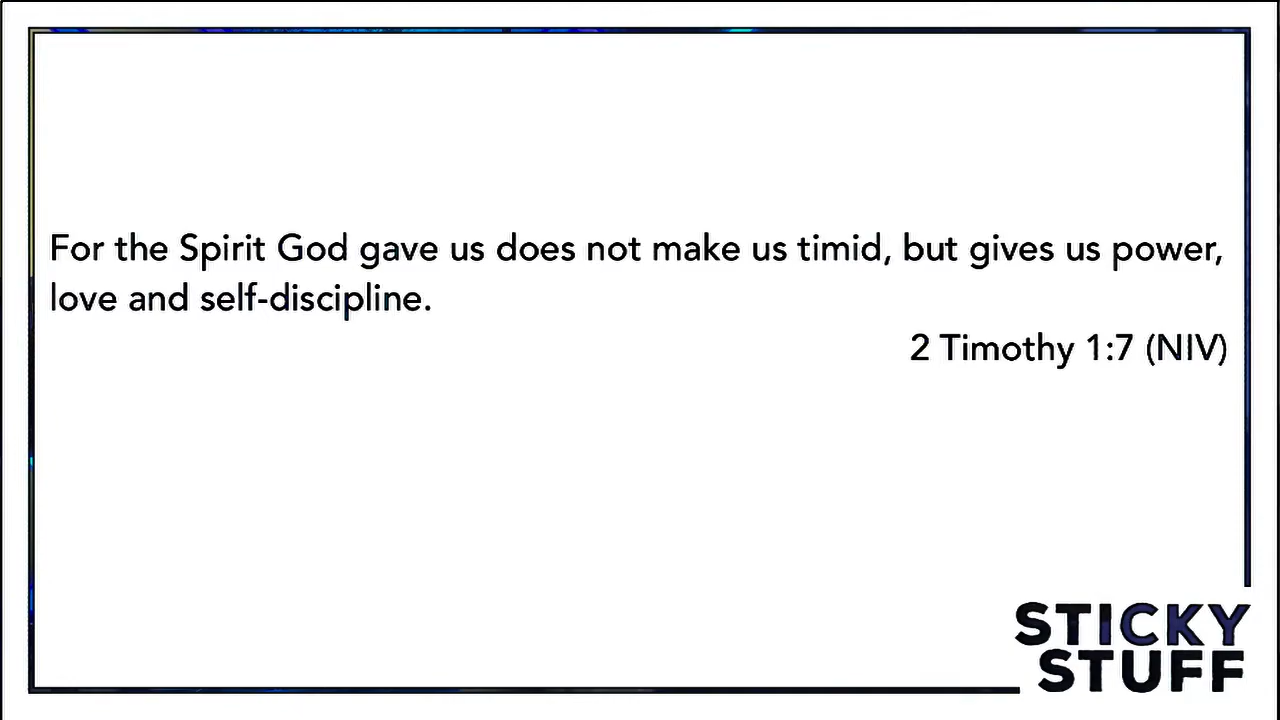 For the Spirit God gave us does not make us timid, but gives us power,
love and self-discipline.
2 Timothy 1:7 (NIV)
STICKY
STUFF